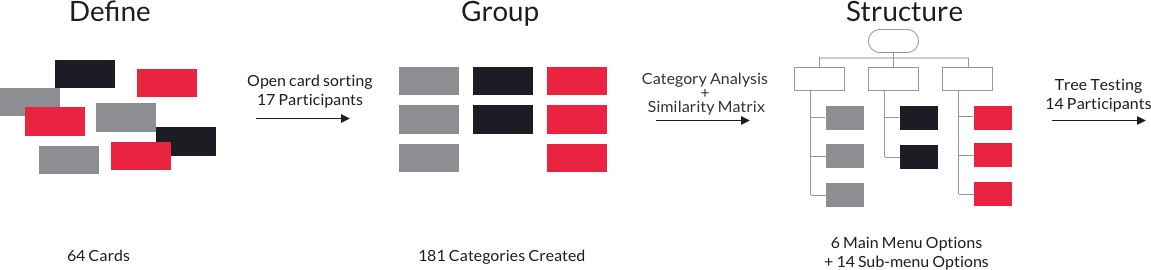 Define
Group
Structure
Open card sorting
17 Participants
Category Analysis
+
Similarity Matrix
Tree Testing
14 Participants
64 Cards
181 Categories Created
6 Main Menu Options
+ 14 Sub-menu Options